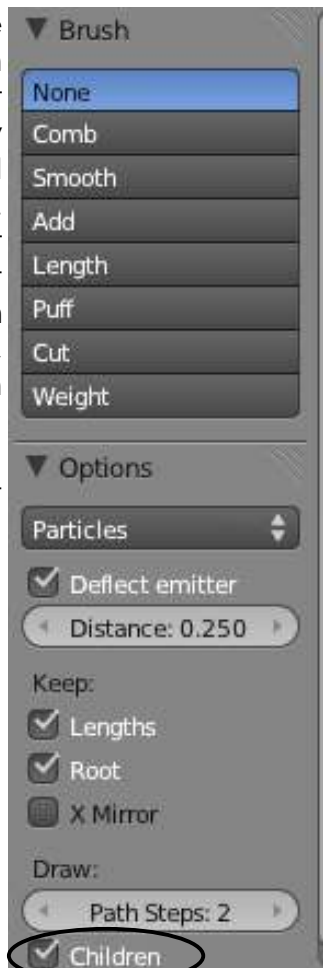 Brush
None
Comb
Smooth
Add
Length
Puff
Cut
Weight
Options
Particles
Deflect emitter
Distance: 0.250
Keep:
Lengths
Root
X Mirror
Draw:
Path Steps: 2
Children